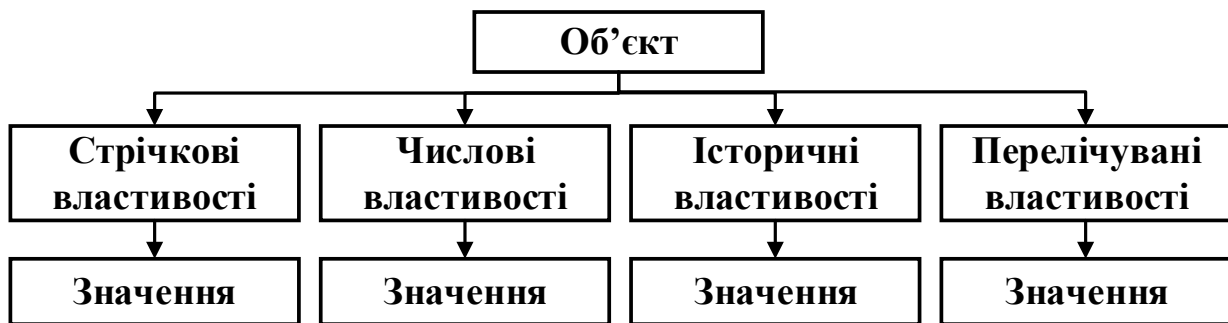 Об’єкт
Стрічкові
властивості
Числові
властивості
Історичні
властивості
Перелічувані
властивості
Значення
Значення
Значення
Значення